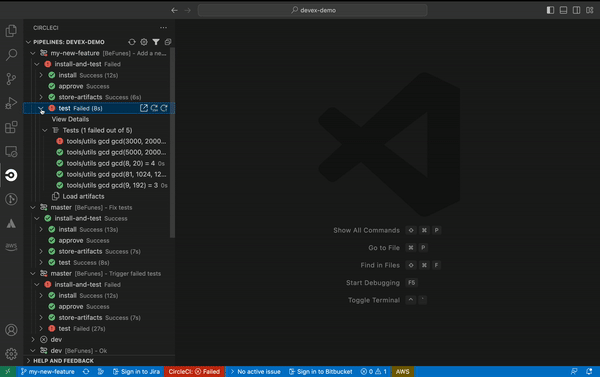 devex-demo
CIRCLECI
PIPELINES: DEVEX-DEMO
my-new-feature [BeFunes] - Add a ne...
install-and-test Failed
install Success (12s)
approve Success
store-artifacts Success (6s)
test Failed (8s)
View Details
Tests (1 failed out of 5)
tools/utils gcd gcd(3000, 2000...
tools/utils gcd gcd(5000, 2000...
tools/utils gcd gcd(8, 20) = 4 0s
tools/utils gcd gcd(81, 1024, 12...
tools/utils gcd gcd(9, 192) = 3 0s
Load artifacts
master [BeFunes] - Fix tests
install-and-test Success
install Success (13s)
approve Success
store-artifacts Success (7s)
test Success (8s)
master [BeFunes] - Trigger failed tests
install-and-test Failed
install Success (12s)
approve Success
store-artifacts Success (7s)
test Failed (27s)
dev
dev [BeFunes] - Ok
HELP AND FEEDBACK
aws
Show All Commands ⇧ ⌘ P
Go to File ⌘ P
Find in Files ⇧ ⌘ F
Start Debugging F5
Toggle Terminal ^ `
my-new-feature Sign in to Jira CircleCI: Failed No active issue Sign in to Bitbucket 0 1 AWS